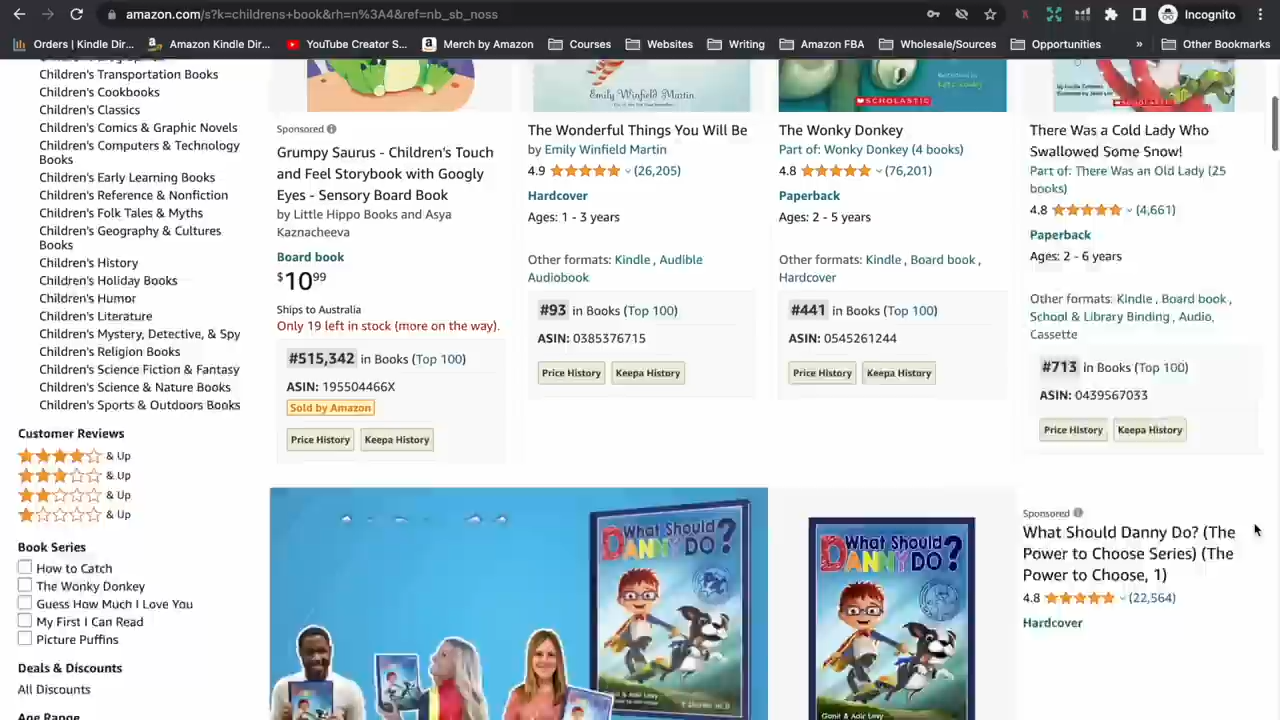 amazon.com/s?k=childrens+book&rh=n%3A4&ref=nb_sb_noss
Incognito
Orders | Kindle Dir...
Amazon Kindle Dir...
YouTube Creator S...
Merch by Amazon
Courses
Websites
Writing
Amazon FBA
Wholesale/Sources
Opportunities
»
Other Bookmarks
Children's Transportation Books
Children's Cookbooks
Children's Classics
Children's Comics & Graphic Novels
Children's Computers & Technology
Books
Children's Early Learning Books
Children's Reference & Nonfiction
Children's Folk Tales & Myths
Children's Geography & Cultures
Books
Children's History
Children's Holiday Books
Children's Humor
Children's Literature
Children's Mystery, Detective, & Spy
Children's Religion Books
Children's Science Fiction & Fantasy
Children's Science & Nature Books
Children's Sports & Outdoors Books
Customer Reviews
& Up
& Up
& Up
& Up
Book Series
How to Catch
The Wonky Donkey
Guess How Much I Love You
My First I Can Read
Picture Puffins
Deals & Discounts
All Discounts
Age Range
Sponsored
Grumpy Saurus - Children's Touch
and Feel Storybook with Googly
Eyes - Sensory Board Book
by Little Hippo Books and Asya
Kaznacheeva
Board book
$1099
Ships to Australia
Only 19 left in stock (more on the way).
#515,342 in Books (Top 100)
ASIN: 195504466X
Sold by Amazon
Price History
Keepa History
Emily Winfield Martin
The Wonderful Things You Will Be
by Emily Winfield Martin
4.9
(26,205)
Hardcover
Ages: 1 - 3 years
Other formats: Kindle , Audible
Audiobook
#93 in Books (Top 100)
ASIN: 0385376715
Price History
Keepa History
SCHOLASTIC
The Wonky Donkey
Part of: Wonky Donkey (4 books)
4.8
(76,201)
Paperback
Ages: 2 - 5 years
Other formats: Kindle , Board book ,
Hardcover
#441 in Books (Top 100)
ASIN: 0545261244
Price History
Keepa History
There Was a Cold Lady Who
Swallowed Some Snow!
Part of: There Was an Old Lady (25
books)
4.8
(4,661)
Paperback
Ages: 2 - 6 years
Other formats: Kindle , Board book ,
School & Library Binding , Audio,
Cassette
#713 in Books (Top 100)
ASIN: 0439567033
Price History
Keepa History
What Should
DANNY DO?
Ganit & Adir Levy
What Should
DANNY DO?
Ganit & Adir Levy
Sponsored
What Should Danny Do? (The
Power to Choose Series) (The
Power to Choose, 1)
4.8
(22,564)
Hardcover